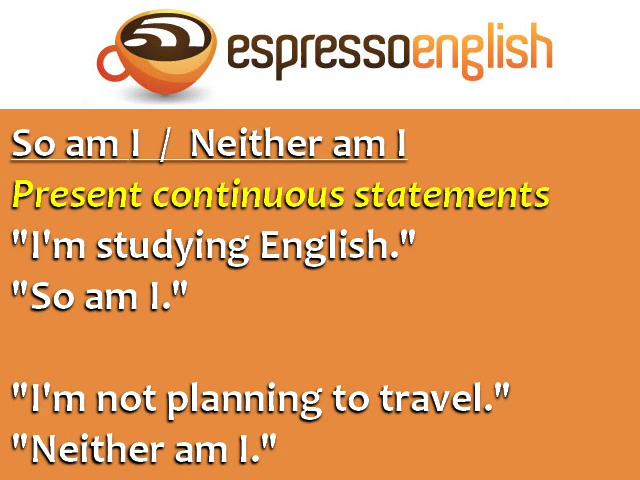 espressoenglish
So am I / Neither am I
Present continuous statements
"I'm studying English."
"So am I."
"I'm not planning to travel."
"Neither am I."